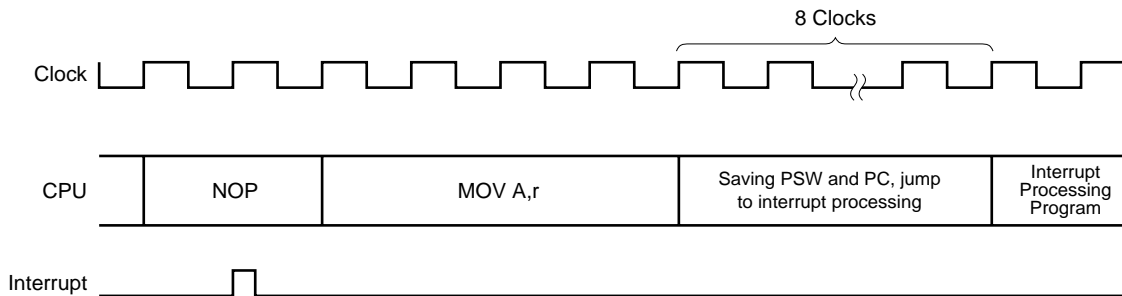 8 Clocks
Clock
CPU
NOP
MOV A,r
Saving PSW and PC, jump
to interrupt processing
Interrupt
Processing
Program
Interrupt